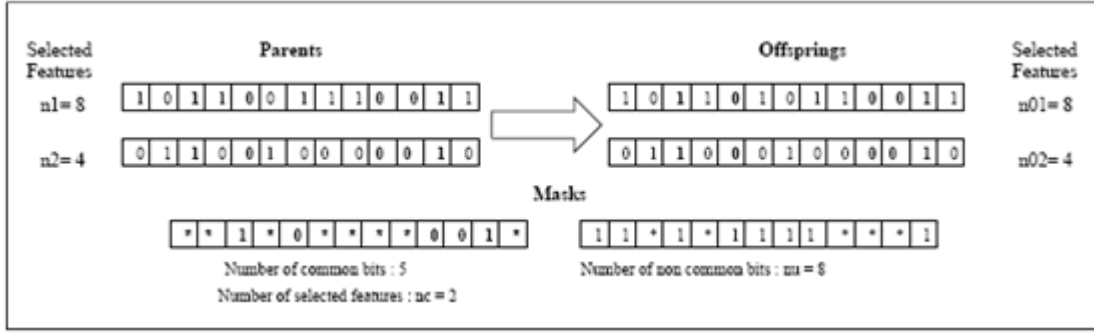 Selected Features
Parents
Offsprings
Selected Features
n1= 8
1 0 1 1 0 0 1 1 1 0 0 1 1
1 0 1 1 0 1 0 1 1 0 0 1 1
n01= 8
n2= 4
0 1 1 0 0 1 0 0 0 0 0 1 0
0 1 1 0 0 0 1 0 0 0 0 1 0
n02= 4
Masks
* * 1 * 0 * * * * 0 0 1 *
1 1 * 1 * 1 1 1 1 * * * 1
Number of common bits : 5
Number of non common bits : nu = 8
Number of selected features : nc = 2